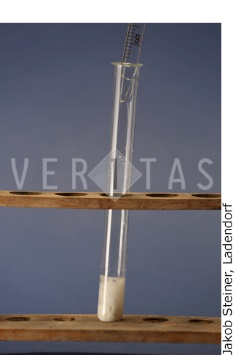 VERITAS
Jakob Steiner, Ladendorf